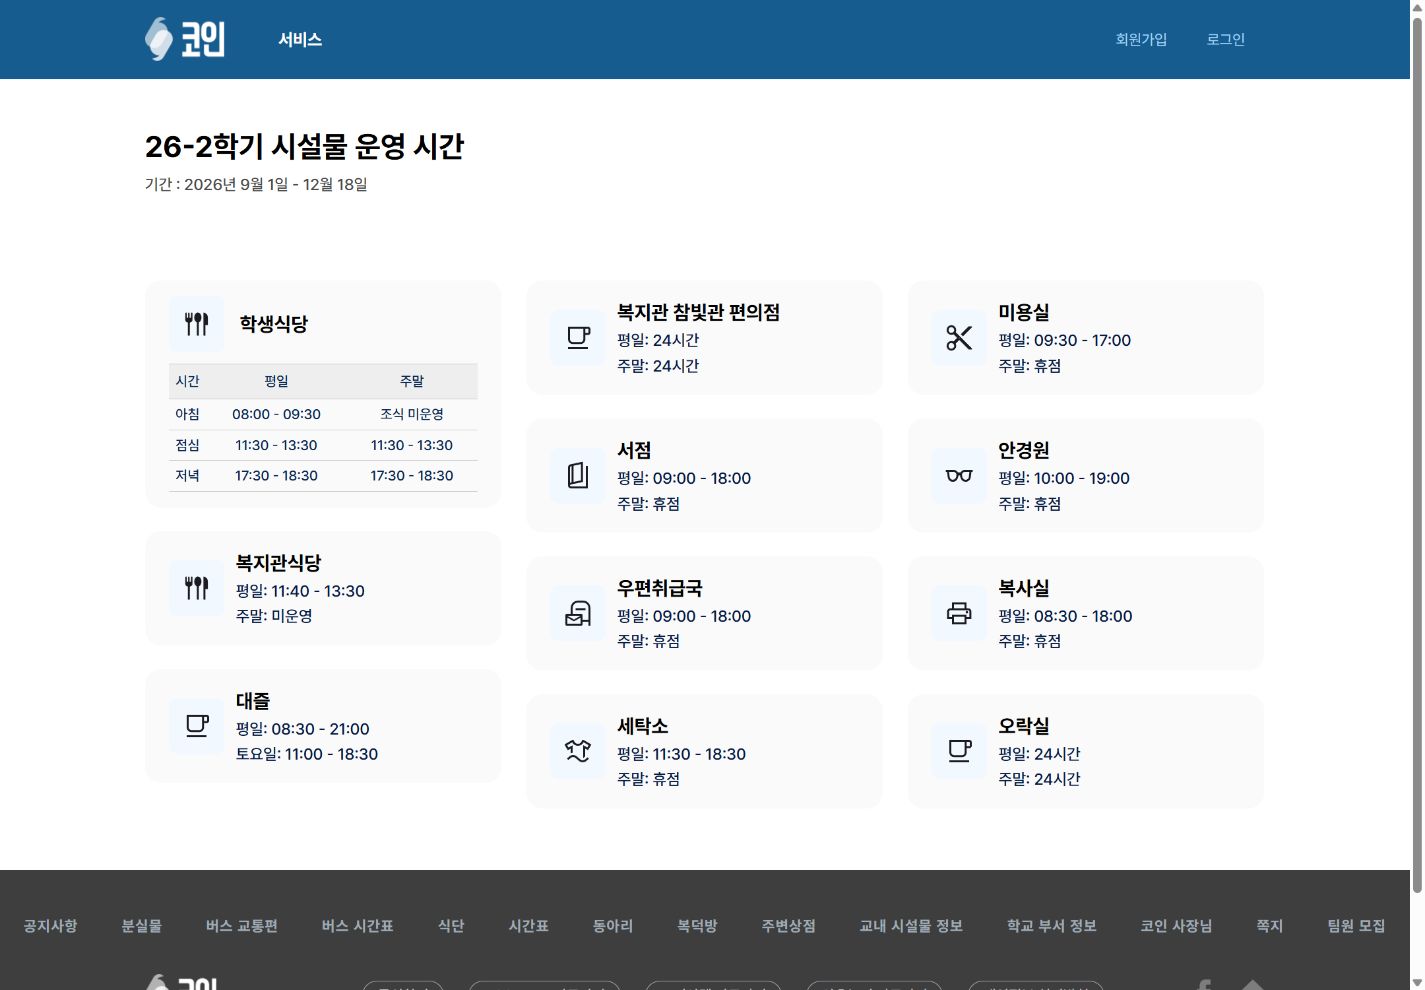 코인
서비스
회원가입
로그인
26-2학기 시설물 운영 시간
기간 : 2026년 9월 1일 - 12월 18일
학생식당
시간 평일 주말
아침 08:00 - 09:30 조식 미운영
점심 11:30 - 13:30 11:30 - 13:30
저녁 17:30 - 18:30 17:30 - 18:30
복지관식당
평일: 11:40 - 13:30
주말: 미운영
대즐
평일: 08:30 - 21:00
토요일: 11:00 - 18:30
복지관 참빛관 편의점
평일: 24시간
주말: 24시간
서점
평일: 09:00 - 18:00
주말: 휴점
우편취급국
평일: 09:00 - 18:00
주말: 휴점
세탁소
평일: 11:30 - 18:30
주말: 휴점
미용실
평일: 09:30 - 17:00
주말: 휴점
안경원
평일: 10:00 - 19:00
주말: 휴점
복사실
평일: 08:30 - 18:00
주말: 휴점
오락실
평일: 24시간
주말: 24시간
공지사항 분실물 버스 교통편 버스 시간표 식단 시간표 동아리 복덕방 주변상점 교내 시설물 정보 학교 부서 정보 코인 사장님 쪽지 팀원 모집
코인